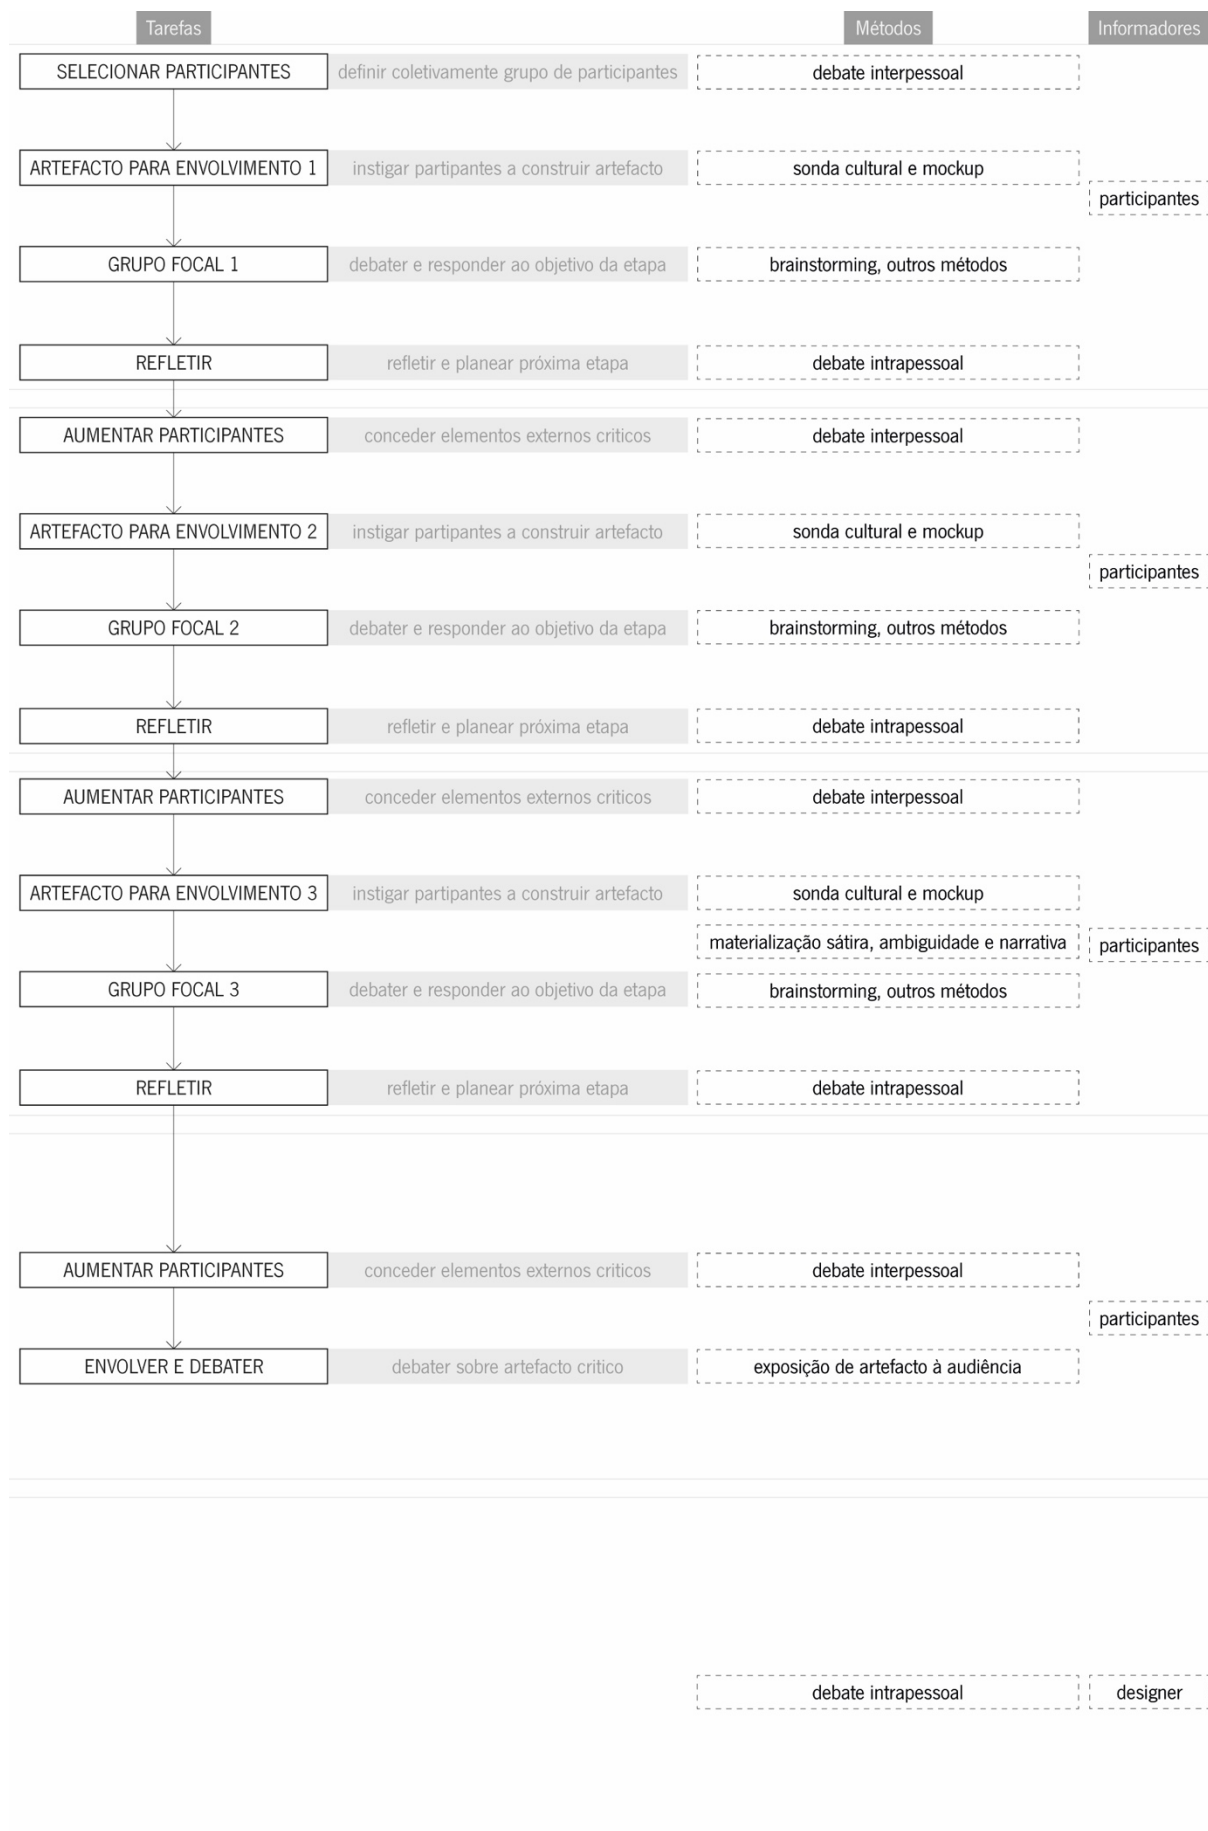 Tarefas Métodos Informadores
SELECIONAR PARTICIPANTES definir coletivamente grupo de participantes debate interpessoal
ARTEFACTO PARA ENVOLVIMENTO 1 instigar partipantes a construir artefacto sonda cultural e mockup
participantes
GRUPO FOCAL 1 debater e responder ao objetivo da etapa brainstorming, outros métodos
REFLETIR refletir e planear próxima etapa debate intrapessoal
AUMENTAR PARTICIPANTES conceder elementos externos criticos debate interpessoal
ARTEFACTO PARA ENVOLVIMENTO 2 instigar partipantes a construir artefacto sonda cultural e mockup
participantes
GRUPO FOCAL 2 debater e responder ao objetivo da etapa brainstorming, outros métodos
REFLETIR refletir e planear próxima etapa debate intrapessoal
AUMENTAR PARTICIPANTES conceder elementos externos criticos debate interpessoal
ARTEFACTO PARA ENVOLVIMENTO 3 instigar partipantes a construir artefacto sonda cultural e mockup
materialização sátira, ambiguidade e narrativa participantes
GRUPO FOCAL 3 debater e responder ao objetivo da etapa brainstorming, outros métodos
REFLETIR refletir e planear próxima etapa debate intrapessoal
AUMENTAR PARTICIPANTES conceder elementos externos criticos debate interpessoal
participantes
ENVOLVER E DEBATER debater sobre artefacto critico exposição de artefacto à audiência
debate intrapessoal designer